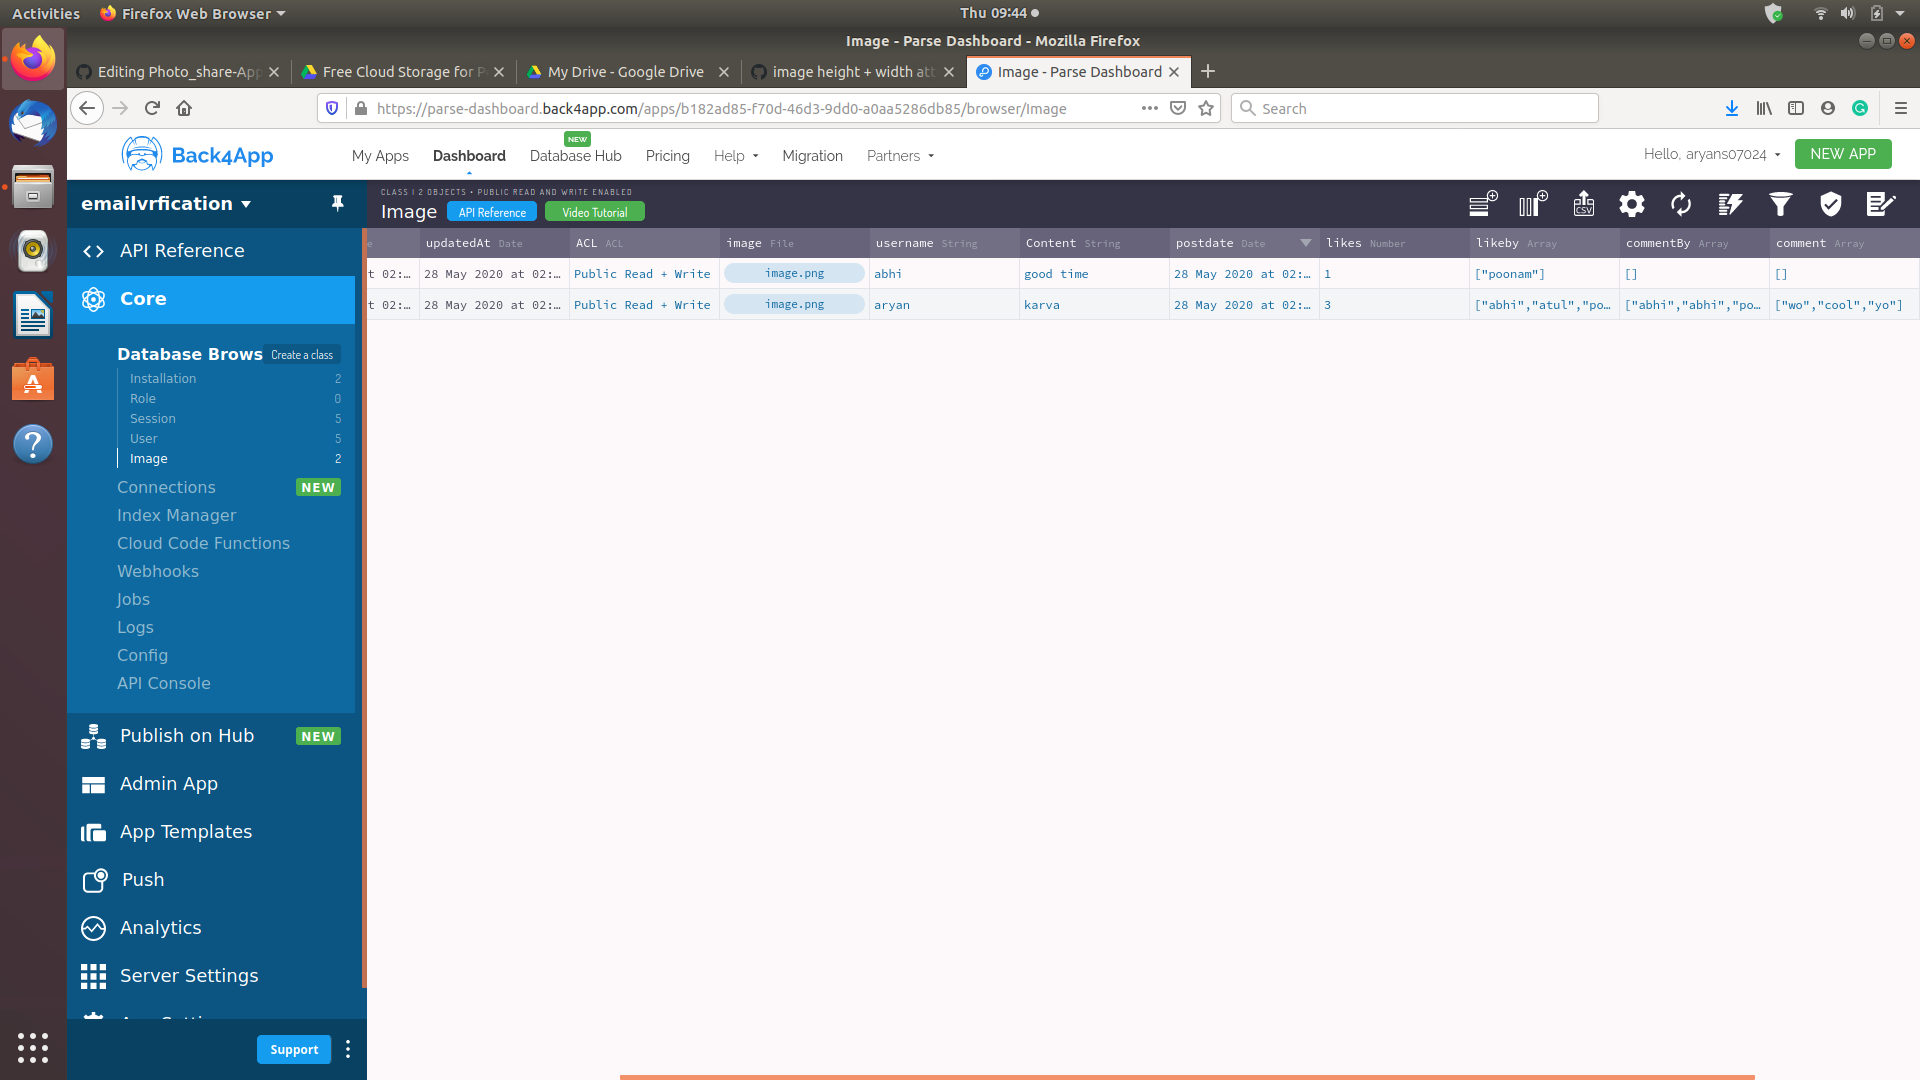 Activities
Firefox Web Browser
Thu 09:44
Image - Parse Dashboard - Mozilla Firefox
Editing Photo_share-App
Free Cloud Storage for P
My Drive - Google Drive
image height + width att
Image - Parse Dashboard
https://parse-dashboard.back4app.com/apps/b182ad85-f70d-46d3-9dd0-a0aa5286db85/browser/Image
Search
Back4App
My Apps
Dashboard
NEW
Database Hub
Pricing
Help
Migration
Partners
Hello, aryans07024
NEW APP
emailvrfication
CLASS | 2 OBJECTS • PUBLIC READ AND WRITE ENABLED
Image
API Reference
Video Tutorial
CSV
e updatedAt Date ACL ACL image File username String Content String postdate Date likes Number likeby Array commentBy Array comment Array
t 02:… 28 May 2020 at 02:… Public Read + Write image.png abhi good time 28 May 2020 at 02:… 1 ["poonam"] [] []
t 02:… 28 May 2020 at 02:… Public Read + Write image.png aryan karva 28 May 2020 at 02:… 3 ["abhi","atul","po… ["abhi","abhi","po… ["wo","cool","yo"]
API Reference
Core
Database Brows
Create a class
Installation 2
Role 0
Session 5
User 5
Image 2
Connections NEW
Index Manager
Cloud Code Functions
Webhooks
Jobs
Logs
Config
API Console
Publish on Hub NEW
Admin App
App Templates
Push
Analytics
Server Settings
Support